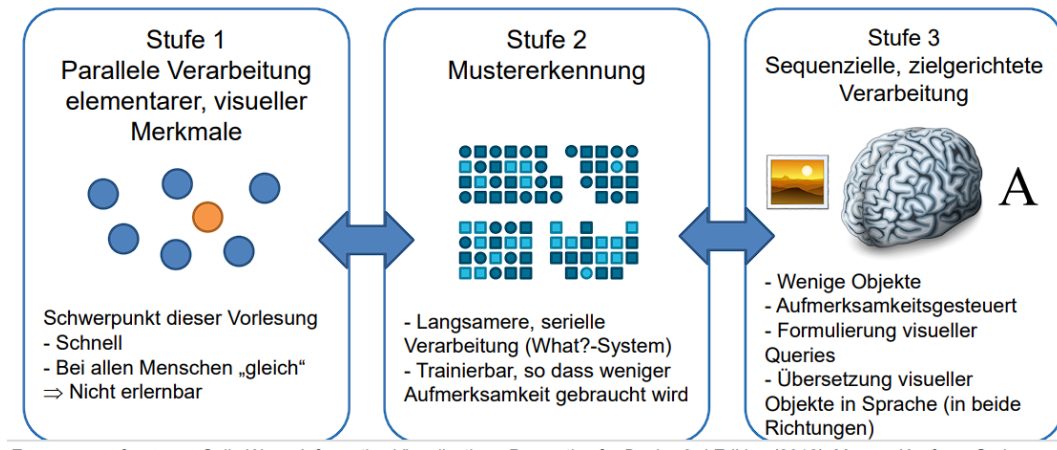 Stufe 1
Parallele Verarbeitung
elementarer, visueller
Merkmale
Schwerpunkt dieser Vorlesung
- Schnell
- Bei allen Menschen „gleich“
⇒ Nicht erlernbar
Stufe 2
Mustererkennung
- Langsamere, serielle
Verarbeitung (What?-System)
- Trainierbar, so dass weniger
Aufmerksamkeit gebraucht wird
Stufe 3
Sequenzielle, zielgerichtete
Verarbeitung
A
- Wenige Objekte
- Aufmerksamkeitsgesteuert
- Formulierung visueller
Queries
- Übersetzung visueller
Objekte in Sprache (in beide
Richtungen)